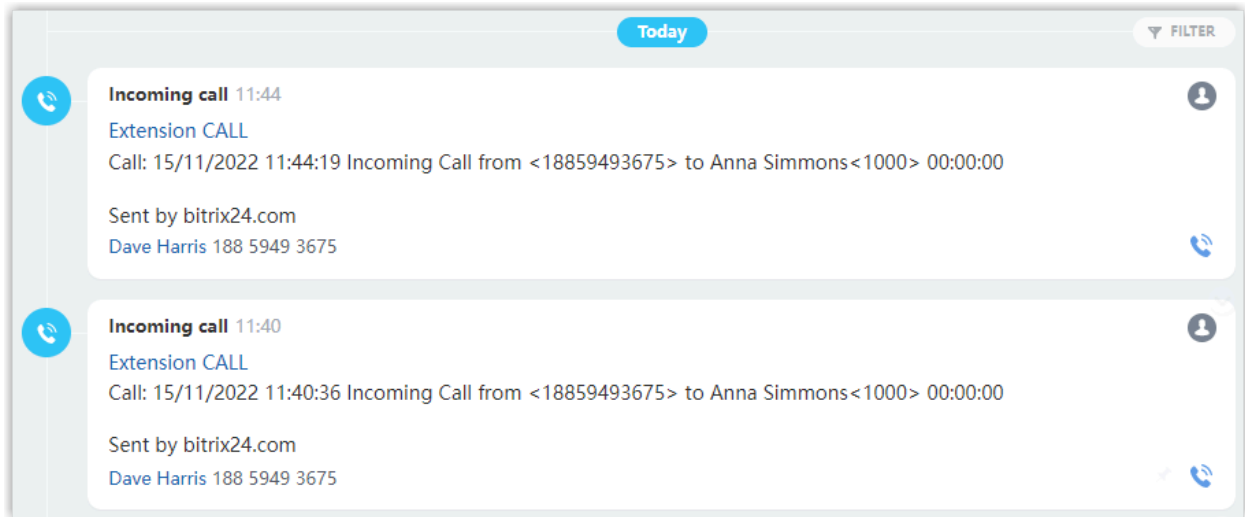 Today
FILTER
Incoming call 11:44
Extension CALL
Call: 15/11/2022 11:44:19 Incoming Call from <18859493675> to Anna Simmons<1000> 00:00:00
Sent by bitrix24.com
Dave Harris 188 5949 3675
Incoming call 11:40
Extension CALL
Call: 15/11/2022 11:40:36 Incoming Call from <18859493675> to Anna Simmons<1000> 00:00:00
Sent by bitrix24.com
Dave Harris 188 5949 3675